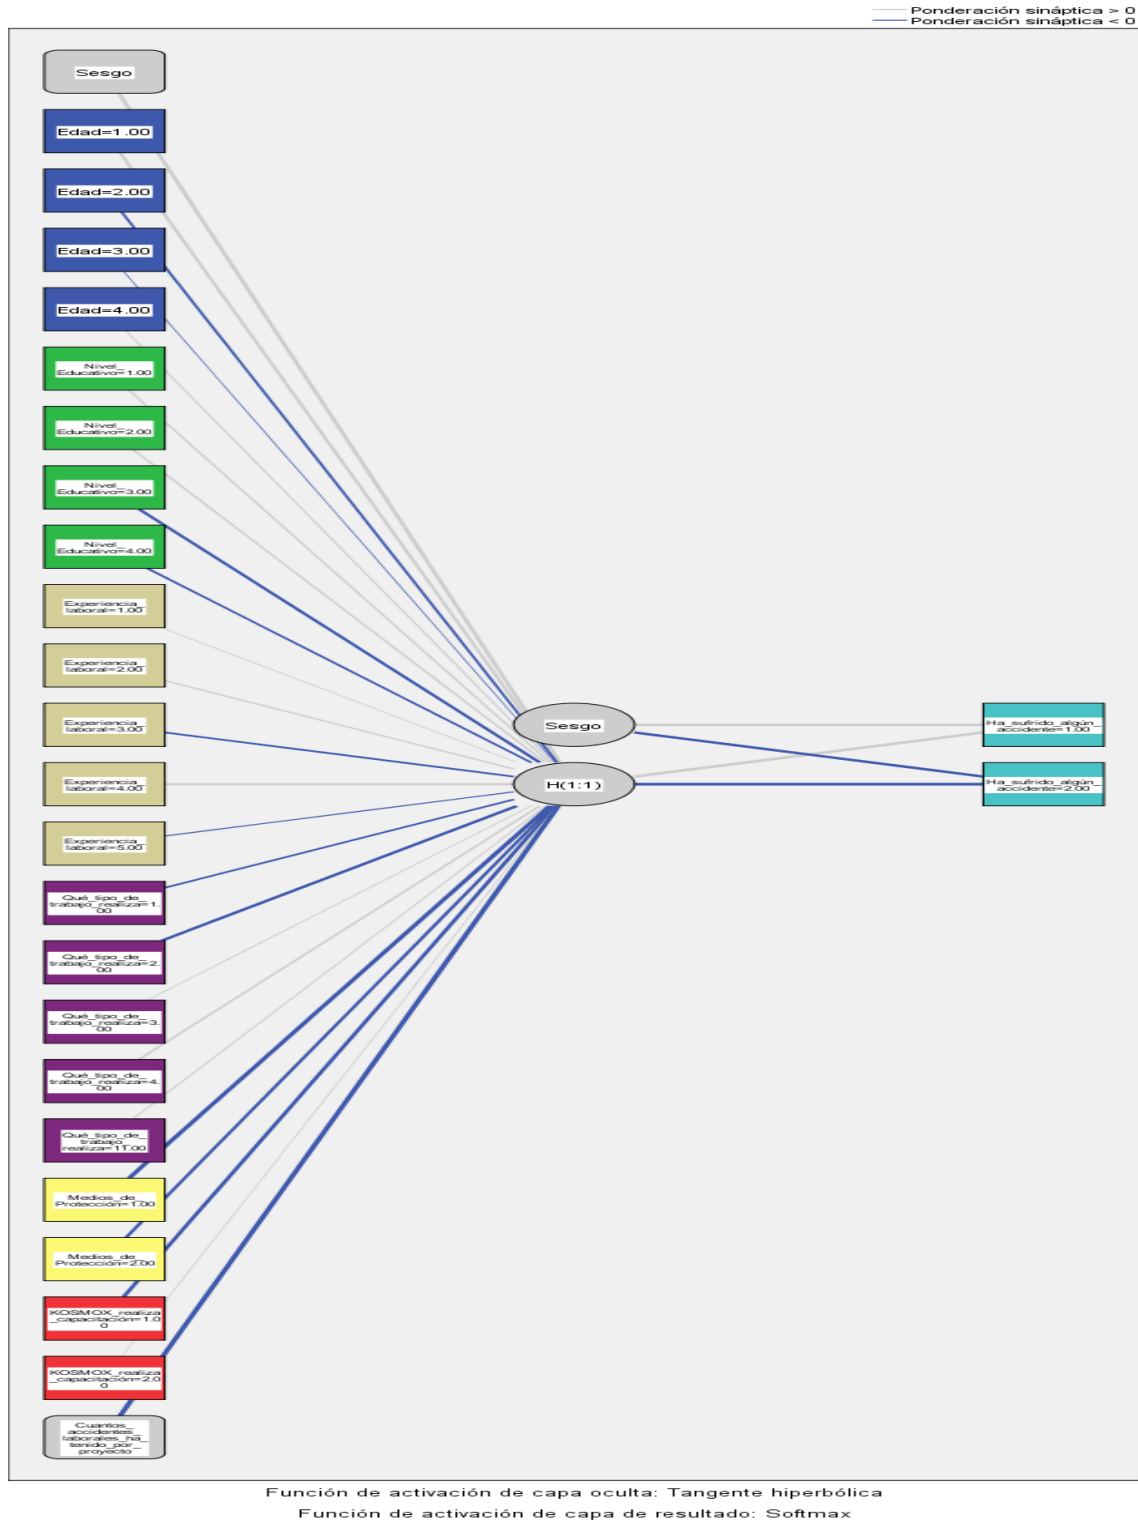 Ponderación sináptica > 0
Ponderación sináptica < 0
Sesgo
Edad=1.00
Edad=2.00
Edad=3.00
Edad=4.00
Nivel_
Educativo=1.00
Nivel_
Educativo=2.00
Nivel_
Educativo=3.00
Nivel_
Educativo=4.00
Experiencia_
laboral=1.00
Experiencia_
laboral=2.00
Experiencia_
laboral=3.00
Experiencia_
laboral=4.00
Experiencia_
laboral=5.00
Qué_tipo_de_
trabajo_realiza=1.
00
Qué_tipo_de_
trabajo_realiza=2.
00
Qué_tipo_de_
trabajo_realiza=3.
00
Qué_tipo_de_
trabajo_realiza=4.
00
Qué_tipo_de_
trabajo_
realiza=11.00
Medios_de_
Protección=1.00
Medios_de_
Protección=2.00
KOSMOX_realiza
_capacitación=1.0
0
KOSMOX_realiza
_capacitación=2.0
0
Cuantos_
accidentes_
laborales_ha_
tenido_por_
proyecto
Sesgo
H(1:1)
Ha_sufrido_algún_
accidente=1.00
Ha_sufrido_algún_
accidente=2.00
Función de activación de capa oculta: Tangente hiperbólica
Función de activación de capa de resultado: Softmax